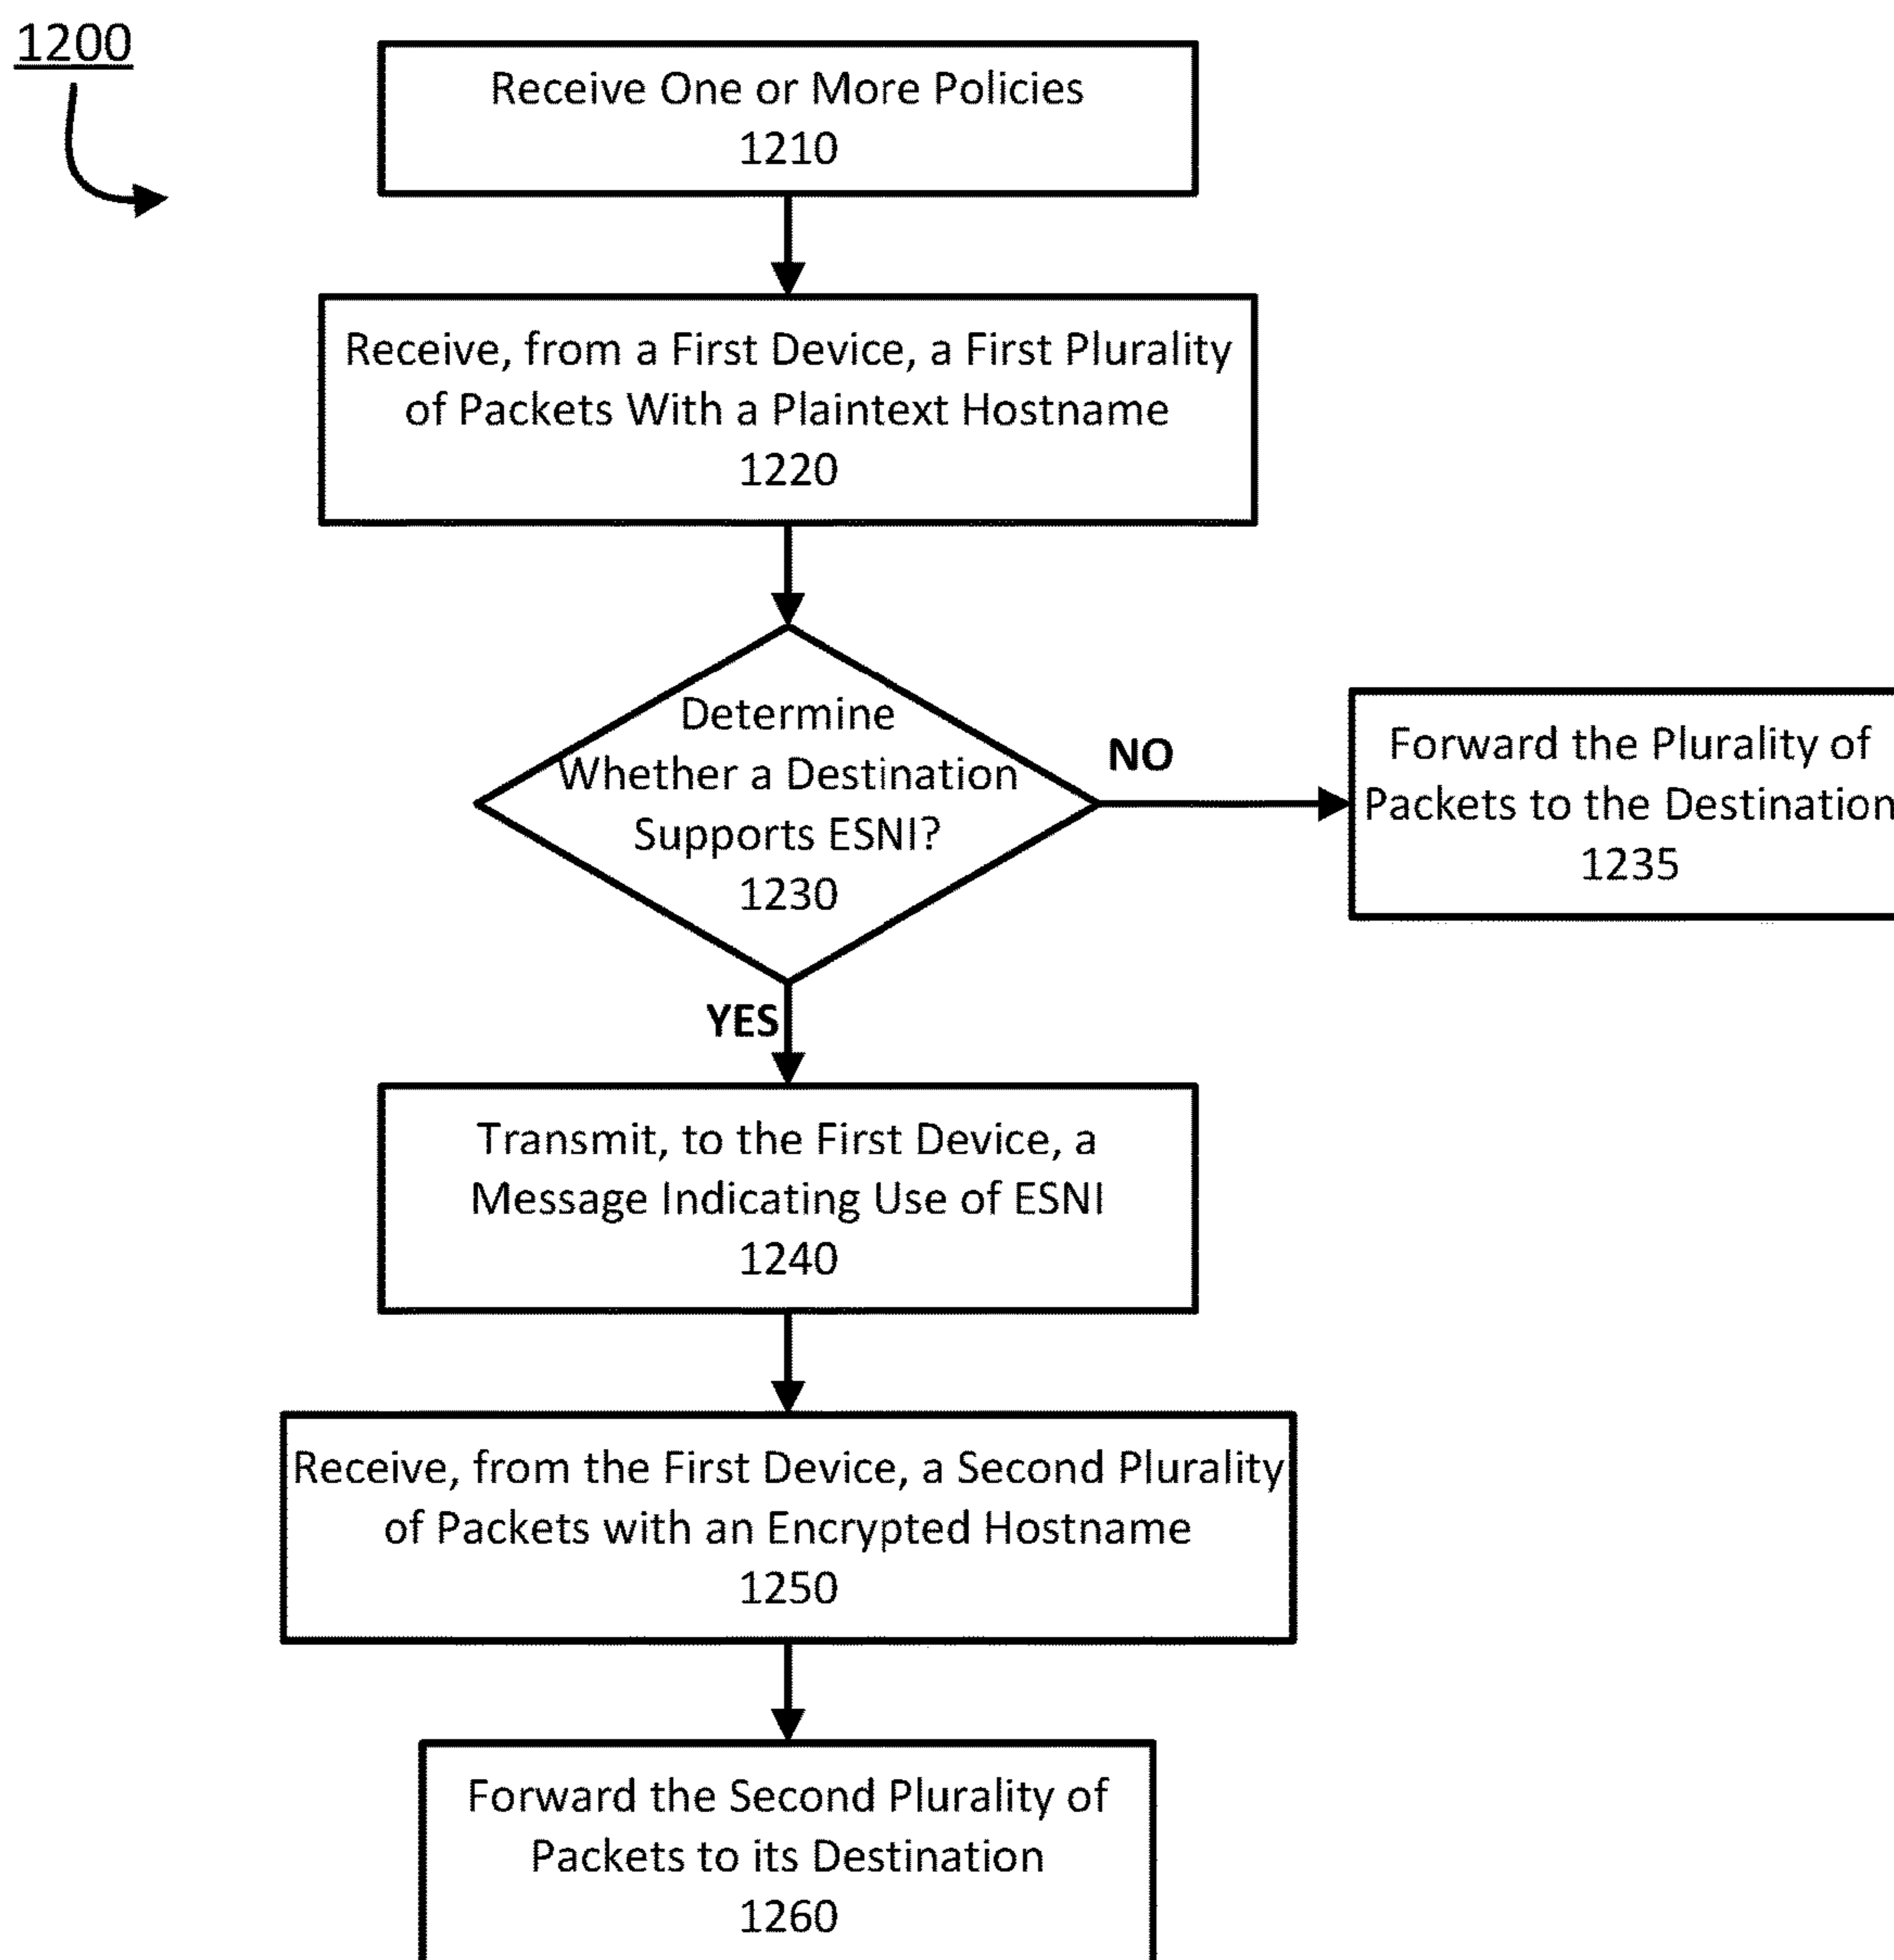 1200
Receive One or More Policies
1210
Receive, from a First Device, a First Plurality
of Packets With a Plaintext Hostname
1220
Determine
Whether a Destination
Supports ESNI?
1230
NO
Forward the Plurality of
Packets to the Destination
1235
YES
Transmit, to the First Device, a
Message Indicating Use of ESNI
1240
Receive, from the First Device, a Second Plurality
of Packets with an Encrypted Hostname
1250
Forward the Second Plurality of
Packets to its Destination
1260